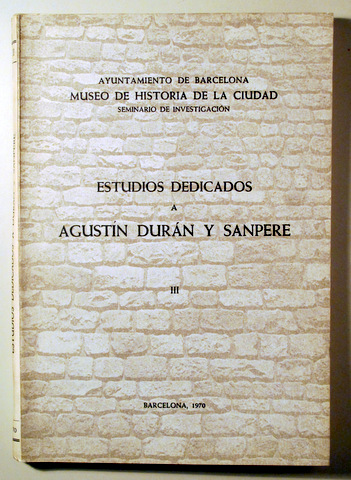 AYUNTAMIENTO DE BARCELONA
MUSEO DE HISTORIA DE LA CIUDAD
SEMINARIO DE INVESTIGACIÓN
ESTUDIOS DEDICADOS
A
AGUSTÍN DURÁN Y SANPERE
III
BARCELONA, 1970